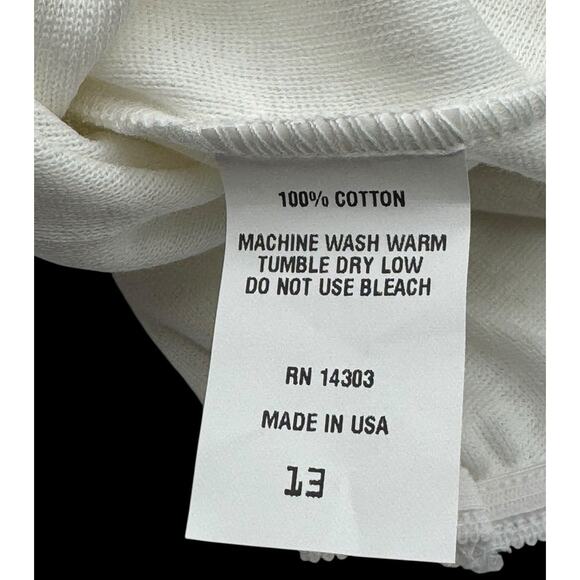 100% COTTON
MACHINE WASH WARM
TUMBLE DRY LOW
DO NOT USE BLEACH
RN 14303
MADE IN USA
13